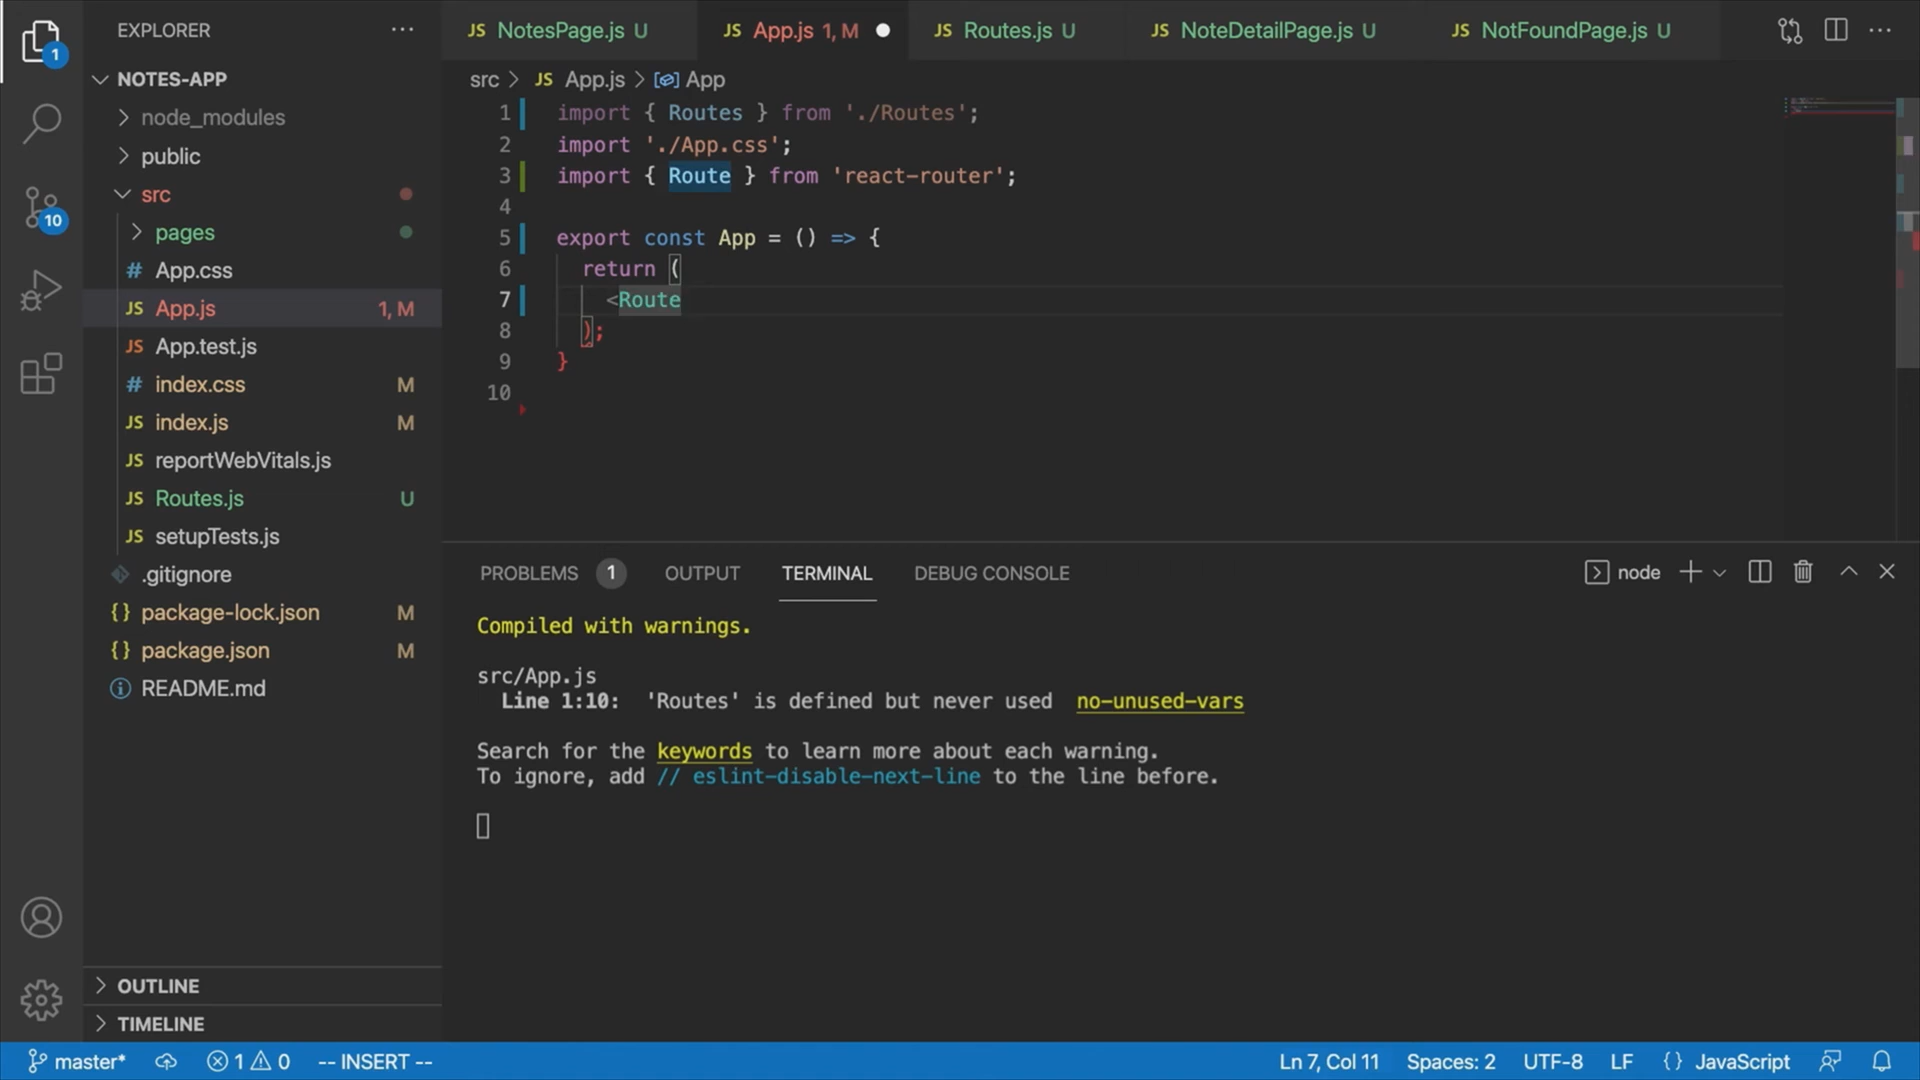 1
EXPLORER
NOTES-APP
node_modules
public
src
pages
# App.css
JS App.js 1, M
JS App.test.js
# index.css M
JS index.js M
JS reportWebVitals.js
JS Routes.js U
JS setupTests.js
.gitignore
{} package-lock.json M
{} package.json M
README.md
10
OUTLINE
TIMELINE
JS NotesPage.js U
JS App.js 1, M
JS Routes.js U
JS NoteDetailPage.js U
JS NotFoundPage.js U
src > JS App.js > App
1 import { Routes } from './Routes';
2 import './App.css';
3 import { Route } from 'react-router';
4
5 export const App = () => {
6 return (
7 <Route
8 );
9 }
10
PROBLEMS 1 OUTPUT TERMINAL DEBUG CONSOLE
node
Compiled with warnings.
src/App.js
Line 1:10: 'Routes' is defined but never used no-unused-vars
Search for the keywords to learn more about each warning.
To ignore, add // eslint-disable-next-line to the line before.
master* 1 0 -- INSERT --
Ln 7, Col 11 Spaces: 2 UTF-8 LF {} JavaScript